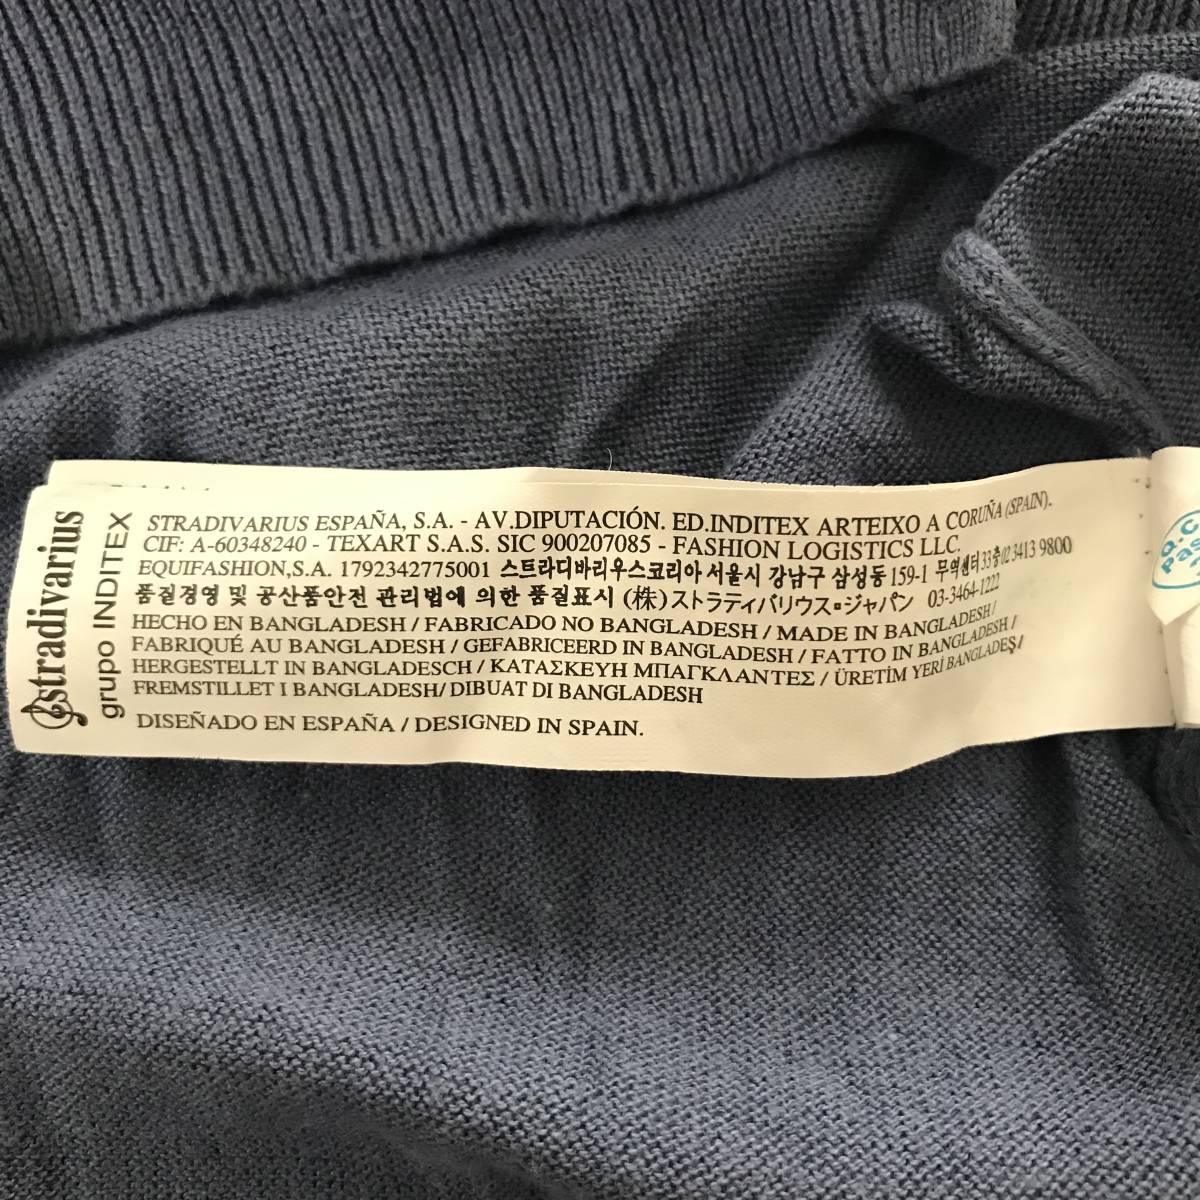 stradivarius
grupo INDITEX
STRADIVARIUS ESPAÑA, S.A. - AV.DIPUTACIÓN. ED.INDITEX ARTEIXO A CORUÑA (SPAIN).
CIF: A-60348240 - TEXART S.A.S. SIC 900207085 - FASHION LOGISTICS LLC.
EQUIFASHION,S.A. 1792342775001 스트라디바리우스코리아 서울시 강남구 삼성동 159-1 무역센터 33층 02 3413 9800
품질경영 및 공산품안전 관리법에 의한 품질표시 (株)ストラティバリウス・ジャパン 03-3464-1222
HECHO EN BANGLADESH / FABRICADO NO BANGLADESH / MADE IN BANGLADESH /
FABRIQUÉ AU BANGLADESH / GEFABRICEERD IN BANGLADESH / FATTO IN BANGLADESH /
HERGESTELLT IN BANGLADESCH / ΚΑΤΑΣΚΕΥΗ ΜΠΑΓΚΛΑΝΤΕΣ / ÜRETİM YERİ BANGLADEŞ/
FREMSTILLET I BANGLADESH/ DIBUAT DI BANGLADESH
DISEÑADO EN ESPAÑA / DESIGNED IN SPAIN.